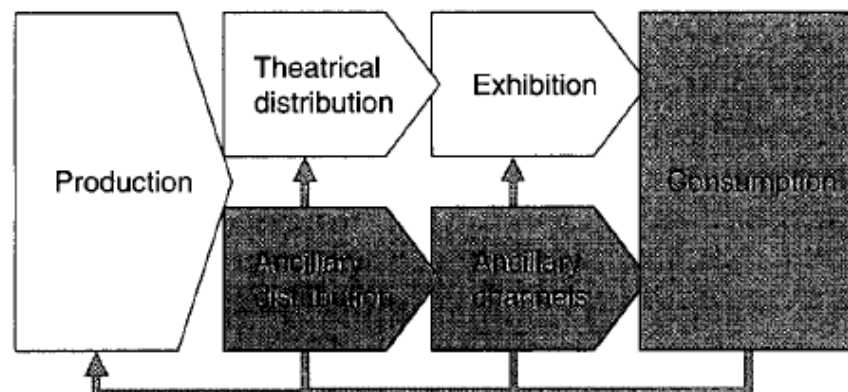 Production
Theatrical
distribution
Exhibition
Ancillary
distribution
Ancillary
channels
Consumption